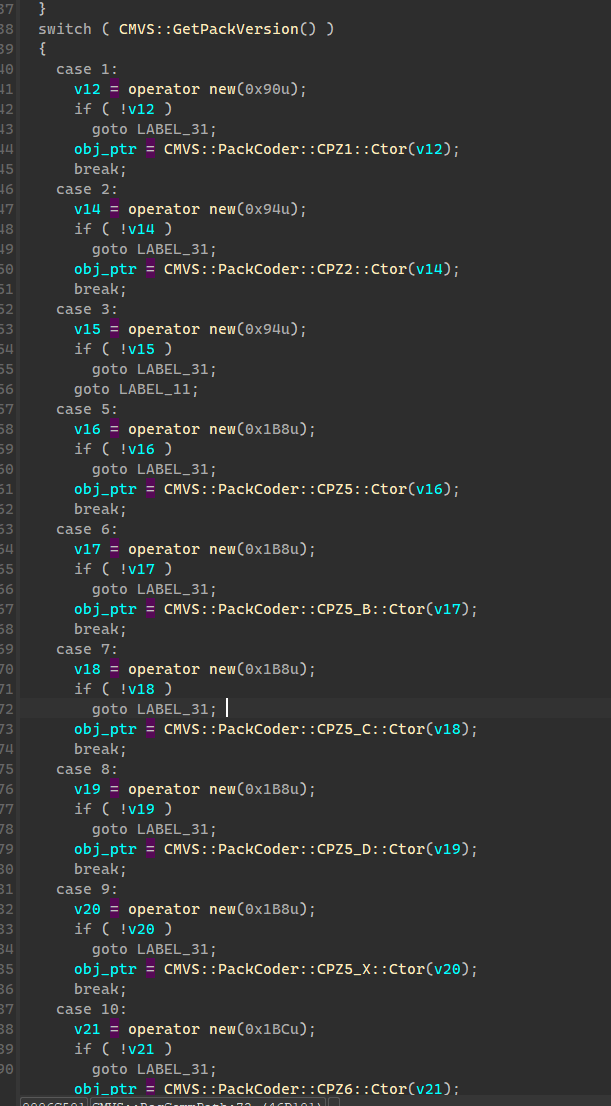 37 }
38 switch ( CMVS::GetPackVersion() )
39 {
40 case 1:
41 v12 = operator new(0x90u);
42 if ( !v12 )
43 goto LABEL_31;
44 obj_ptr = CMVS::PackCoder::CPZ1::Ctor(v12);
45 break;
46 case 2:
47 v14 = operator new(0x94u);
48 if ( !v14 )
49 goto LABEL_31;
50 obj_ptr = CMVS::PackCoder::CPZ2::Ctor(v14);
51 break;
52 case 3:
53 v15 = operator new(0x94u);
54 if ( !v15 )
55 goto LABEL_31;
56 goto LABEL_11;
57 case 5:
58 v16 = operator new(0x1B8u);
59 if ( !v16 )
60 goto LABEL_31;
61 obj_ptr = CMVS::PackCoder::CPZ5::Ctor(v16);
62 break;
63 case 6:
64 v17 = operator new(0x1B8u);
65 if ( !v17 )
66 goto LABEL_31;
67 obj_ptr = CMVS::PackCoder::CPZ5_B::Ctor(v17);
68 break;
69 case 7:
70 v18 = operator new(0x1B8u);
71 if ( !v18 )
72 goto LABEL_31;
73 obj_ptr = CMVS::PackCoder::CPZ5_C::Ctor(v18);
74 break;
75 case 8:
76 v19 = operator new(0x1B8u);
77 if ( !v19 )
78 goto LABEL_31;
79 obj_ptr = CMVS::PackCoder::CPZ5_D::Ctor(v19);
80 break;
81 case 9:
82 v20 = operator new(0x1B8u);
83 if ( !v20 )
84 goto LABEL_31;
85 obj_ptr = CMVS::PackCoder::CPZ5_X::Ctor(v20);
86 break;
87 case 10:
88 v21 = operator new(0x1BCu);
89 if ( !v21 )
90 goto LABEL_31;
obj_ptr = CMVS::PackCoder::CPZ6::Ctor(v21);